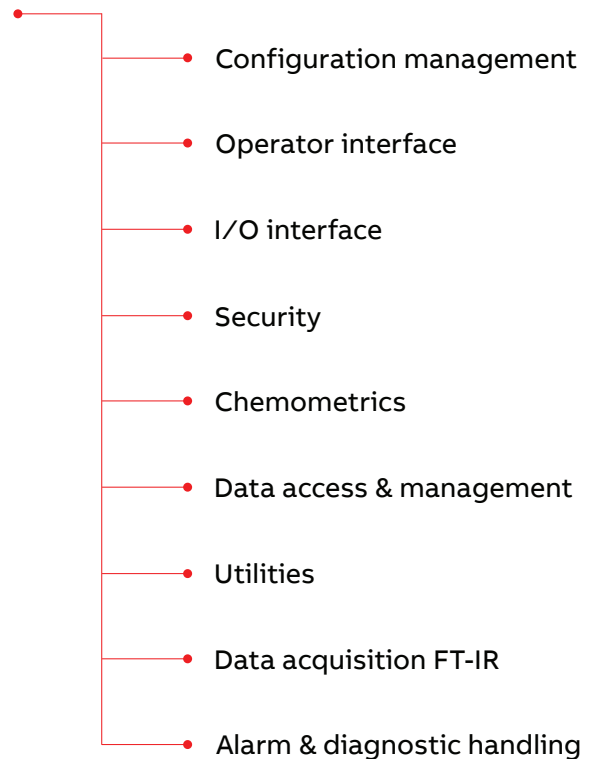 Configuration management
Operator interface
I/O interface
Security
Chemometrics
Data access & management
Utilities
Data acquisition FT-IR
Alarm & diagnostic handling